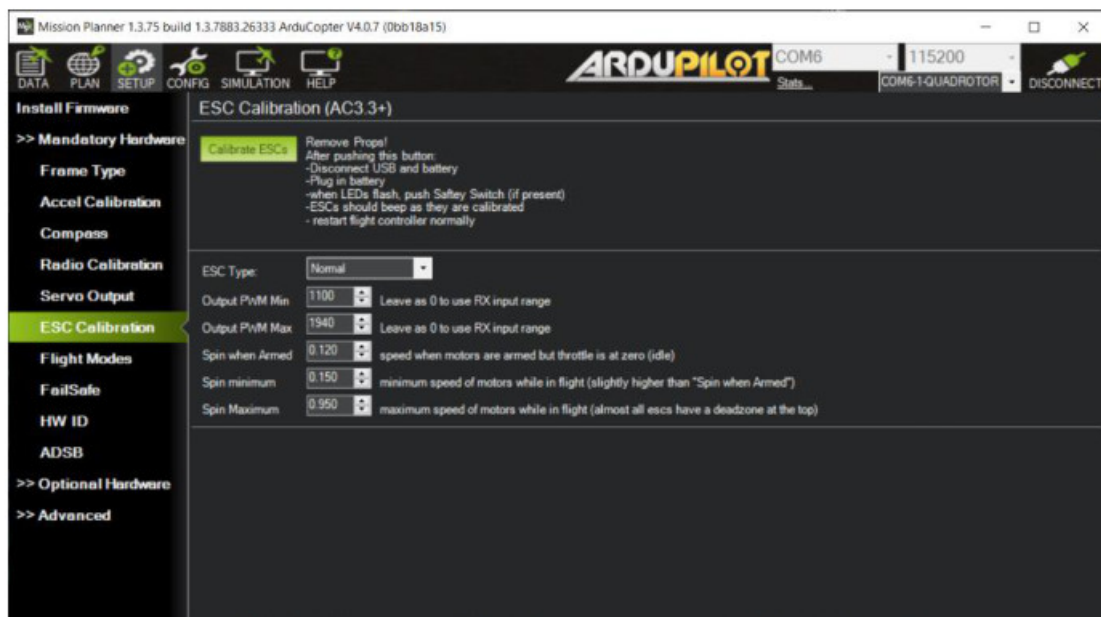 Mission Planner 1.3.75 build 1.3.7883.26333 ArduCopter V4.0.7 (0bb18a15)
DATA PLAN SETUP CONFIG SIMULATION HELP
ARDUPILOT
COM6 115200
Stats... COM6-1-QUADROTOR DISCONNECT
Install Firmware
>> Mandatory Hardware
Frame Type
Accel Calibration
Compass
Radio Calibration
Servo Output
ESC Calibration
Flight Modes
FailSafe
HW ID
ADSB
>> Optional Hardware
>> Advanced
ESC Calibration (AC3.3+)
Calibrate ESCs
Remove Props!
After pushing this button:
-Disconnect USB and battery
-Plug in battery
-when LEDs flash, push Saftey Switch (if present)
-ESCs should beep as they are calibrated
- restart flight controller normally
ESC Type: Normal
Output PWM Min 1100 Leave as 0 to use RX input range
Output PWM Max 1940 Leave as 0 to use RX input range
Spin when Armed 0.120 speed when motors are armed but throttle is at zero (idle)
Spin minimum 0.150 minimum speed of motors while in flight (slightly higher than "Spin when Armed")
Spin Maximum 0.950 maximum speed of motors while in flight (almost all escs have a deadzone at the top)